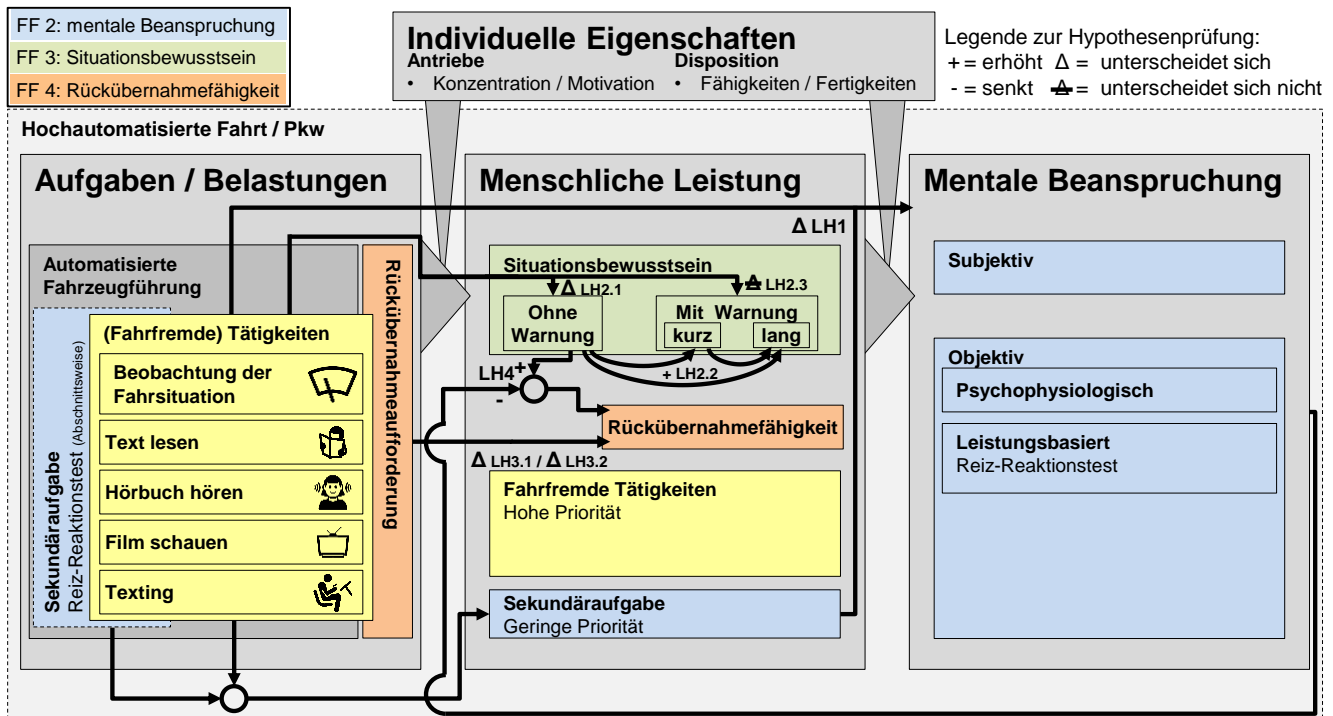 FF 2: mentale Beanspruchung
FF 3: Situationsbewusstsein
FF 4: Rückübernahmefähigkeit
Individuelle Eigenschaften
Antriebe
• Konzentration / Motivation
Disposition
• Fähigkeiten / Fertigkeiten
Legende zur Hypothesenprüfung:
+ = erhöht Δ = unterscheidet sich
- = senkt Δ̶ = unterscheidet sich nicht
Hochautomatisierte Fahrt / Pkw
Aufgaben / Belastungen
Automatisierte
Fahrzeugführung
Sekundäraufgabe
Reiz-Reaktionstest (Abschnittsweise)
(Fahrfremde) Tätigkeiten
Beobachtung der
Fahrsituation
Text lesen
Hörbuch hören
Film schauen
Texting
Rückübernahmeaufforderung
Menschliche Leistung
Δ LH1
Situationsbewusstsein
Δ LH2.1
Δ̶ LH2.3
Ohne
Warnung
Mit Warnung
kurz
lang
+ LH2.2
LH4
+
-
Rückübernahmefähigkeit
Δ LH3.1 / Δ LH3.2
Fahrfremde Tätigkeiten
Hohe Priorität
Sekundäraufgabe
Geringe Priorität
Mentale Beanspruchung
Subjektiv
Objektiv
Psychophysiologisch
Leistungsbasiert
Reiz-Reaktionstest